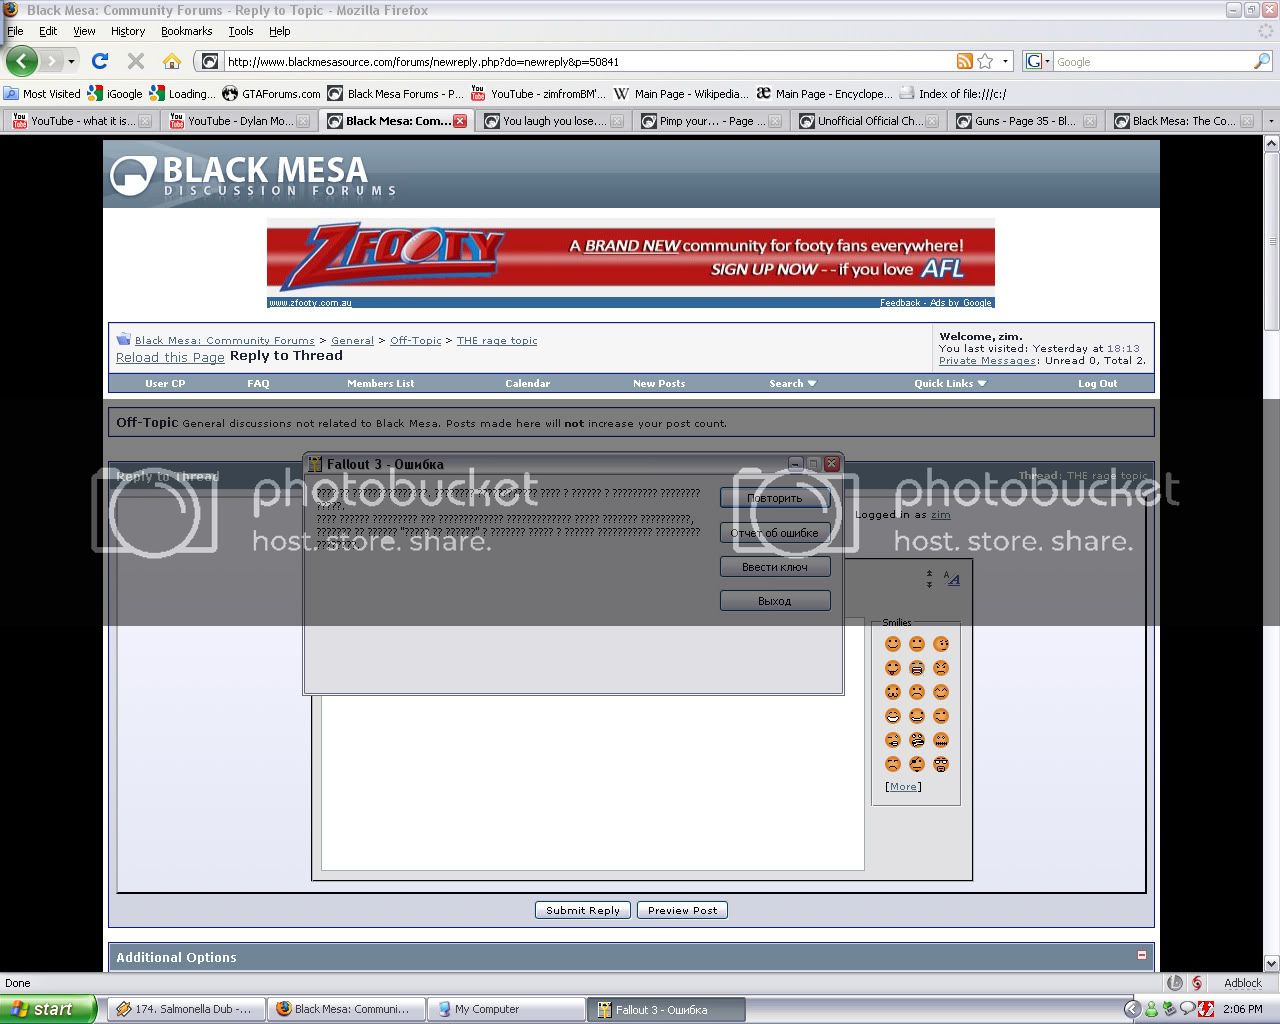 Black Mesa: Community Forums - Reply to Topic - Mozilla Firefox
File Edit View History Bookmarks Tools Help
http://www.blackmesasource.com/forums/newreply.php?do=newreply&p=50841
G Google
Most Visited iGoogle Loading... GTAForums.com Black Mesa Forums - P... YouTube - zimfromBM'... Main Page - Wikipedia... Main Page - Encyclope... Index of file:///c:/
YouTube - what it is... YouTube - Dylan Mo... Black Mesa: Com... You laugh you lose.... Pimp your... - Page ... Unofficial Official Ch... Guns - Page 35 - Bl... Black Mesa: The Co...
BLACK MESA
DISCUSSION FORUMS
ZFOOTY
A BRAND NEW community for footy fans everywhere!
SIGN UP NOW -- if you love AFL
www.zfooty.com.au Feedback - Ads by Google
Black Mesa: Community Forums > General > Off-Topic > THE rage topic
Reload this Page Reply to Thread
Welcome, zim.
You last visited: Yesterday at 18:13
Private Messages: Unread 0, Total 2.
User CP FAQ Members List Calendar New Posts Search Quick Links Log Out
Off-Topic General discussions not related to Black Mesa. Posts made here will not increase your post count.
Reply to Thread Thread: THE rage topic
Fallout 3 - Ошибка
Повторить
Отчет об ошибке
Ввести ключ
Выход
Logged in as zim
photobucket
host. store. share.
photobucket
host. store. share.
Smilies
[More]
Submit Reply Preview Post
Additional Options
Done Adblock
start 174. Salmonella Dub -... Black Mesa: Communi... My Computer Fallout 3 - Ошибка 2:06 PM